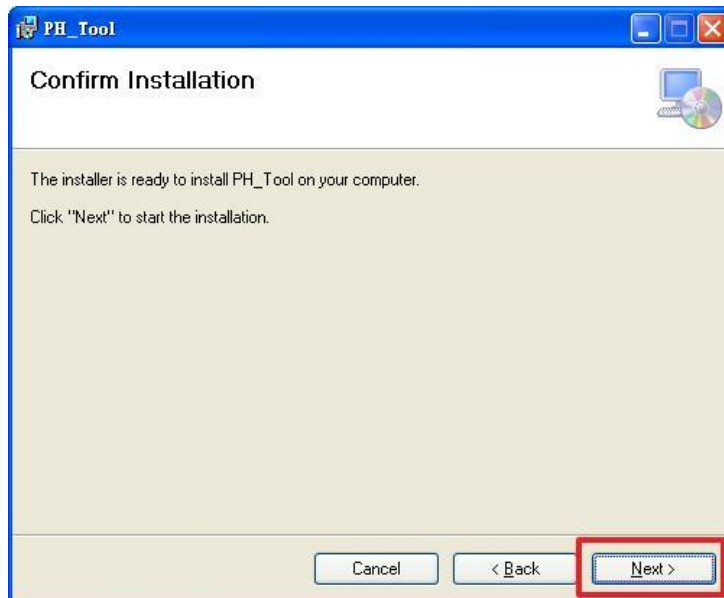 PH_Tool
Confirm Installation
The installer is ready to install PH_Tool on your computer.
Click "Next" to start the installation.
Cancel
< Back
Next >